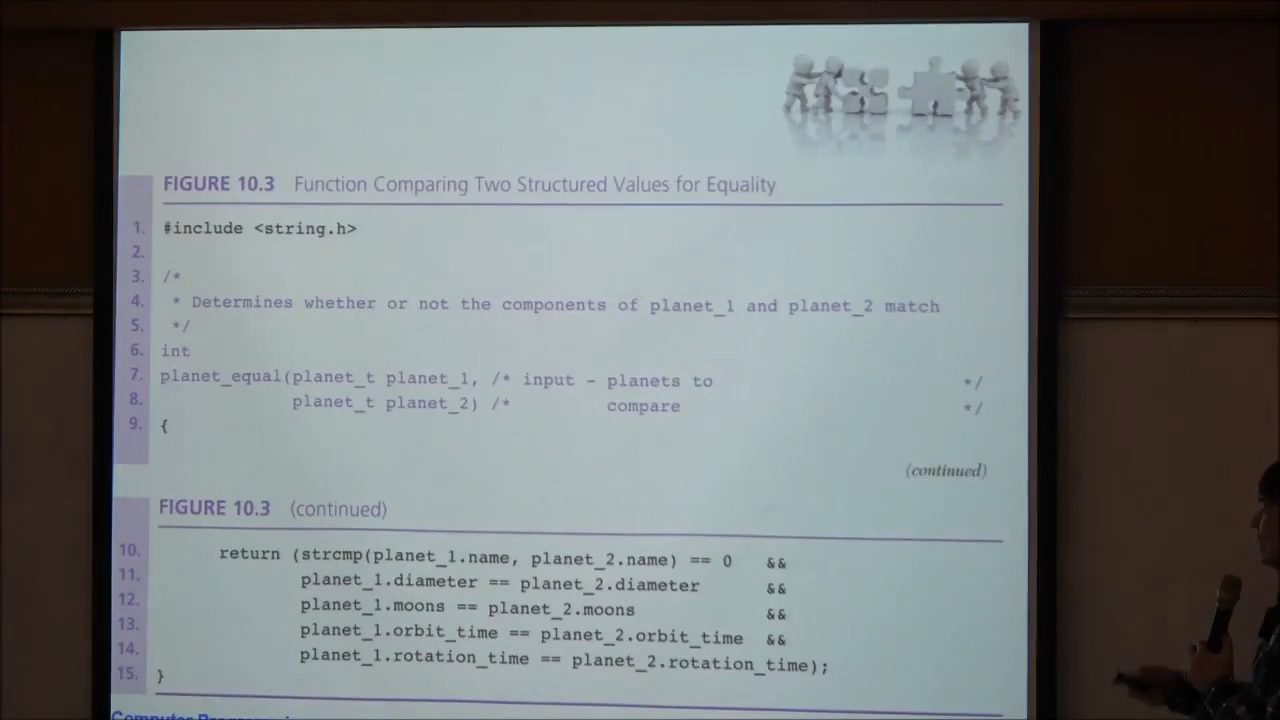 FIGURE 10.3 Function Comparing Two Structured Values for Equality
1. #include <string.h>
2.
3. /*
4. * Determines whether or not the components of planet_1 and planet_2 match
5. */
6. int
7. planet_equal(planet_t planet_1, /* input - planets to */
8. planet_t planet_2) /* compare */
9. {
(continued)
FIGURE 10.3 (continued)
10. return (strcmp(planet_1.name, planet_2.name) == 0 &&
11. planet_1.diameter == planet_2.diameter &&
12. planet_1.moons == planet_2.moons &&
13. planet_1.orbit_time == planet_2.orbit_time &&
14. planet_1.rotation_time == planet_2.rotation_time);
15. }
Computer